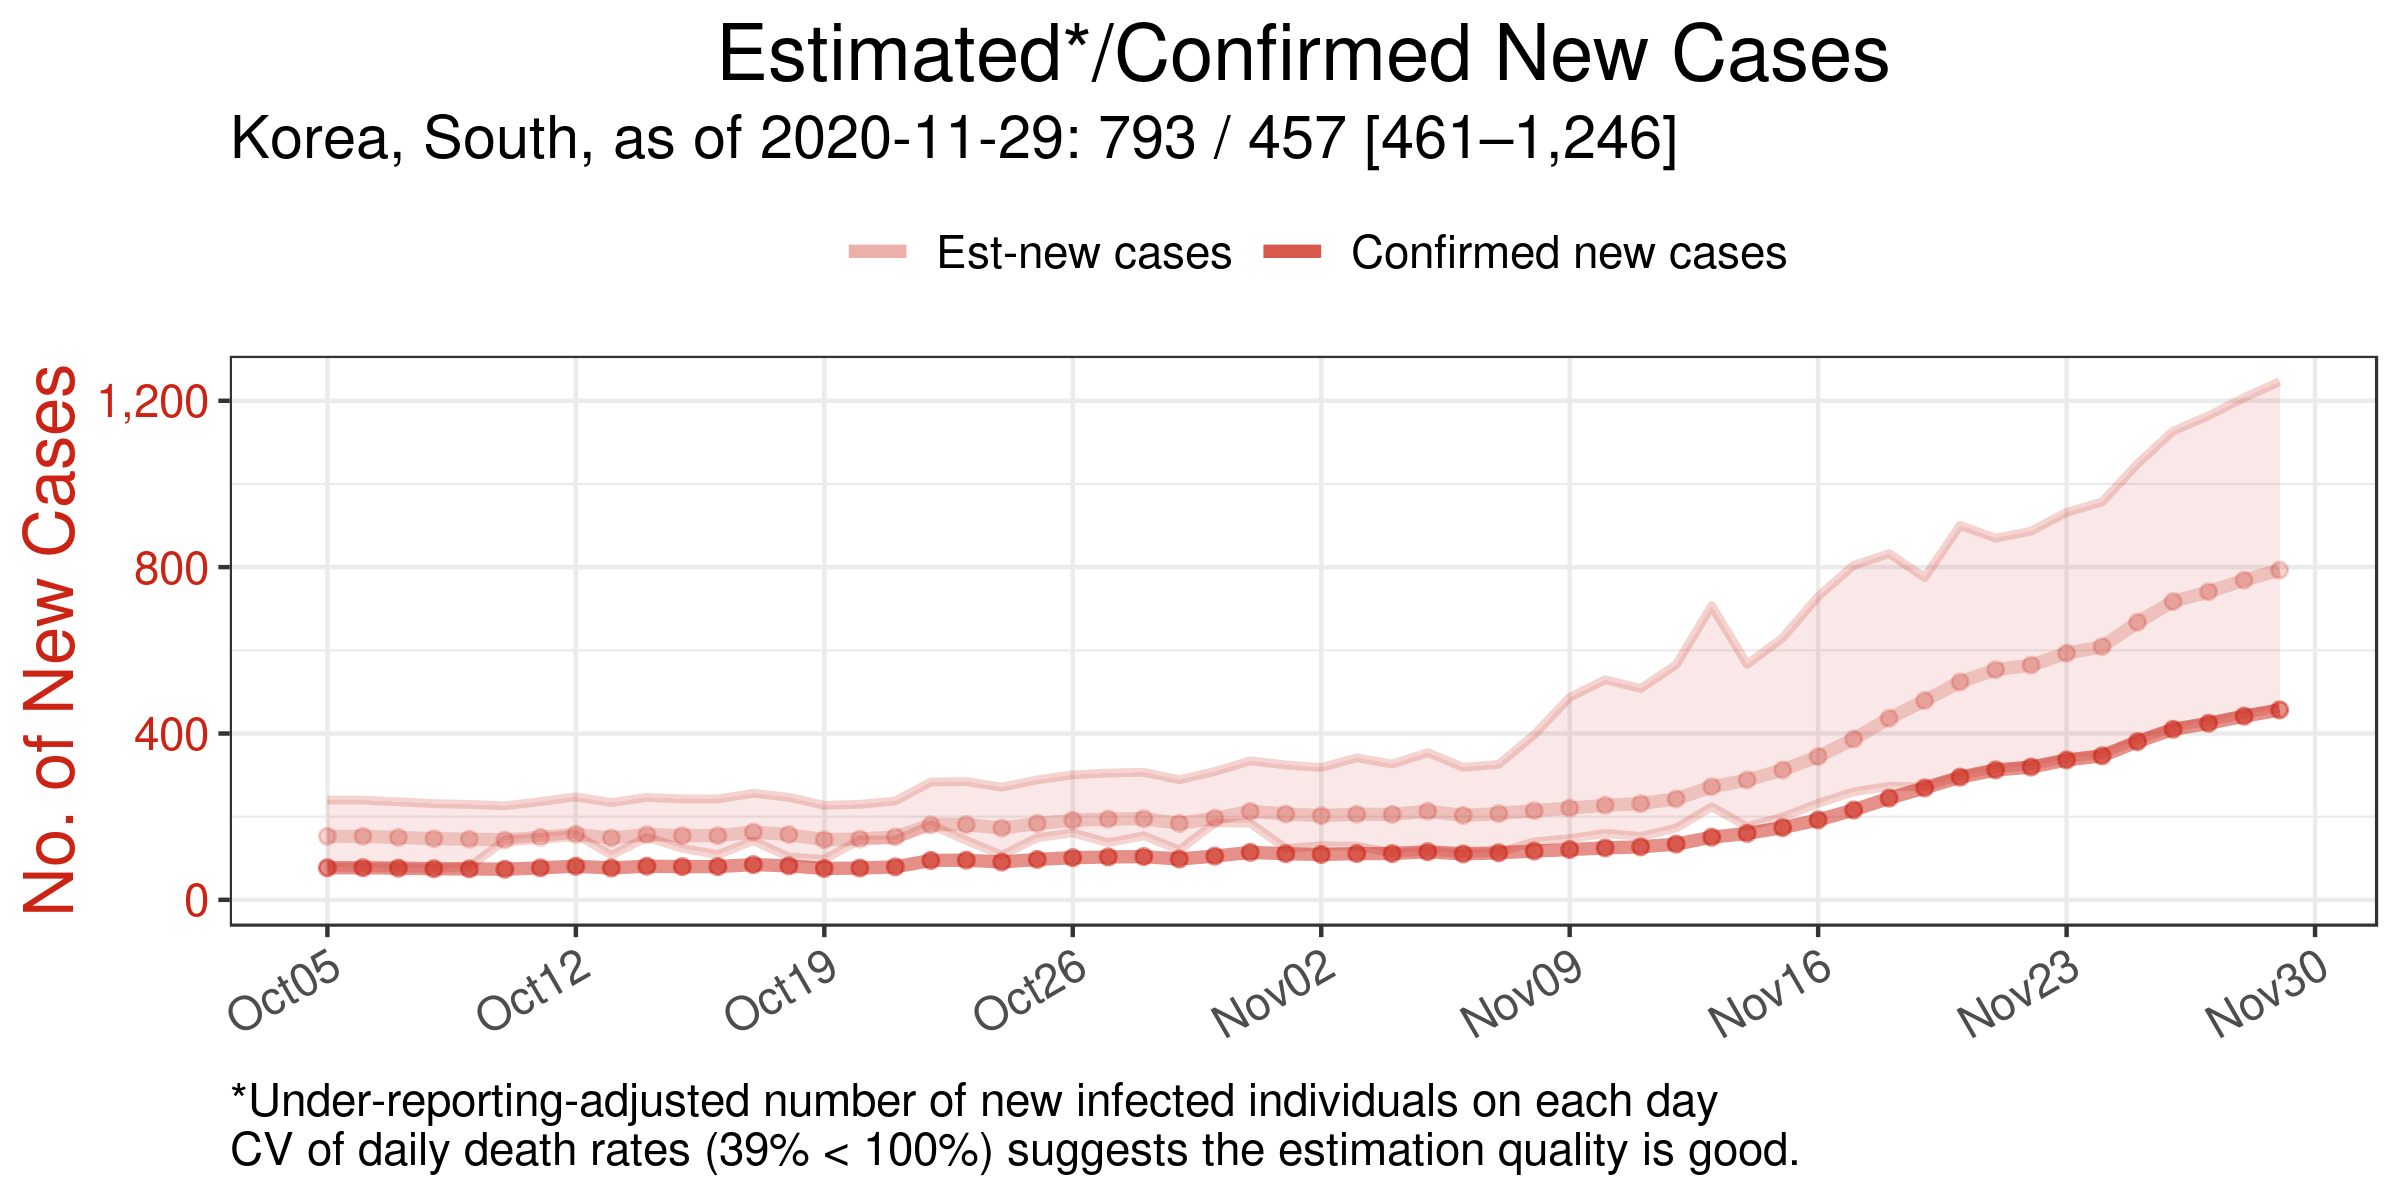 Estimated*/Confirmed New Cases
Korea, South, as of 2020-11-29: 793 / 457 [461–1,246]
Est-new cases
Confirmed new cases
No. of New Cases
1,200
800
400
0
Oct05
Oct12
Oct19
Oct26
Nov02
Nov09
Nov16
Nov23
Nov30
*Under-reporting-adjusted number of new infected individuals on each day
CV of daily death rates (39% < 100%) suggests the estimation quality is good.